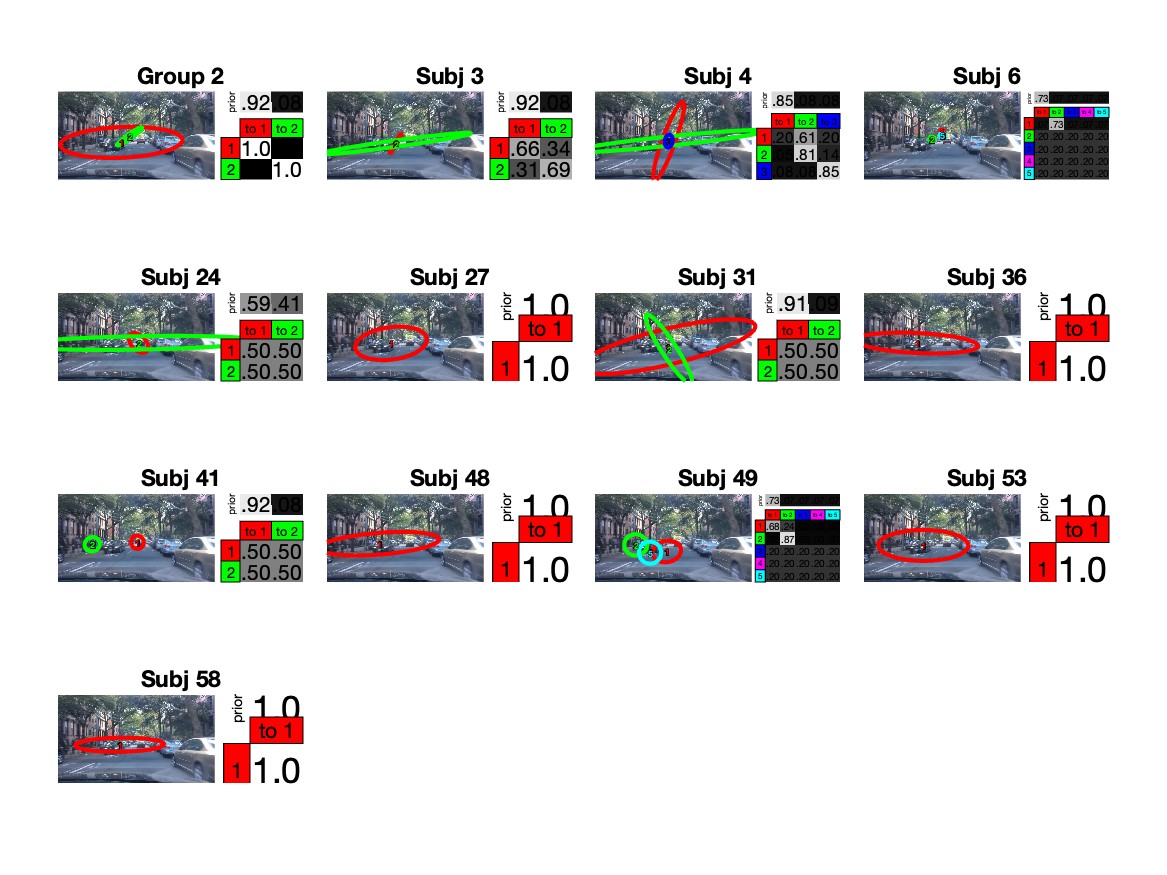 Group 2
prior
.92 .08
to 1 to 2
1 1.0
2 1.0
Subj 3
prior
.92 .08
to 1 to 2
1 .66 .34
2 .31 .69
Subj 4
prior
.85 .08 .08
to 1 to 2 to 3
1 .20 .61 .20
2 .81 .14
3 .08 .08 .85
Subj 6
prior
.73
to 1 to 2 to 3 to 4 to 5
1 .73
2 .20 .20 .20 .20 .20
3 .20 .20 .20 .20 .20
4 .20 .20 .20 .20 .20
5 .20 .20 .20 .20 .20
Subj 24
prior
.59 .41
to 1 to 2
1 .50 .50
2 .50 .50
Subj 27
prior
1.0
to 1
1 1.0
Subj 31
prior
.91 .09
to 1 to 2
1 .50 .50
2 .50 .50
Subj 36
prior
1.0
to 1
1 1.0
Subj 41
prior
.92 .08
to 1 to 2
1 .50 .50
2 .50 .50
Subj 48
prior
1.0
to 1
1 1.0
Subj 49
prior
.73
to 1 to 2 to 3 to 4 to 5
1 .68 .24
2 .87
3 .20 .20 .20 .20 .20
4 .20 .20 .20 .20 .20
5 .20 .20 .20 .20 .20
Subj 53
prior
1.0
to 1
1 1.0
Subj 58
prior
1.0
to 1
1 1.0